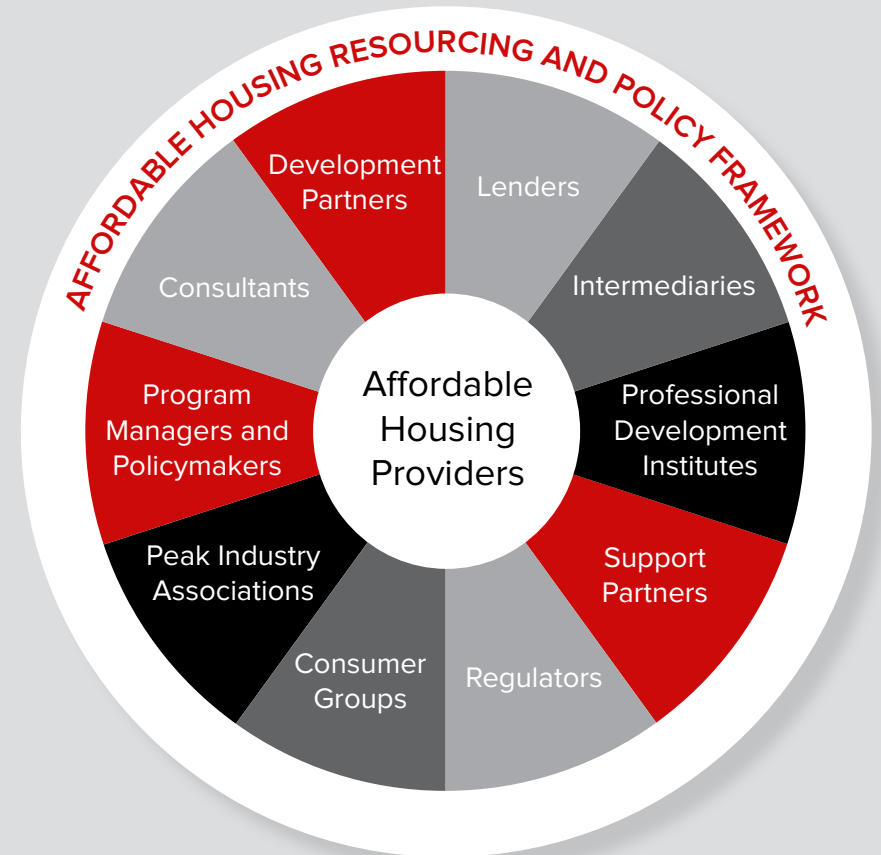 AFFORDABLE HOUSING RESOURCING AND POLICY FRAMEWORK
Development
Partners
Lenders
Intermediaries
Professional
Development
Institutes
Support
Partners
Regulators
Consumer
Groups
Peak Industry
Associations
Program
Managers and
Policymakers
Consultants
Affordable
Housing
Providers